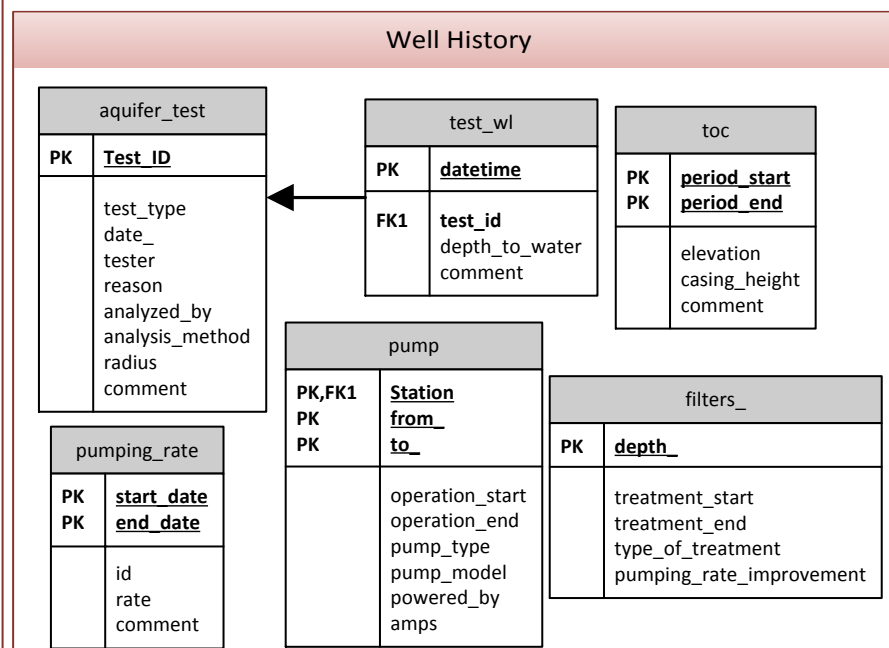 Well History
aquifer_test
PK Test_ID
test_type
date_
tester
reason
analyzed_by
analysis_method
radius
comment
test_wl
PK datetime
FK1 test_id
depth_to_water
comment
toc
PK period_start
PK period_end
elevation
casing_height
comment
pumping_rate
PK start_date
PK end_date
id
rate
comment
pump
PK,FK1 Station
PK from_
PK to_
operation_start
operation_end
pump_type
pump_model
powered_by
amps
filters_
PK depth_
treatment_start
treatment_end
type_of_treatment
pumping_rate_improvement